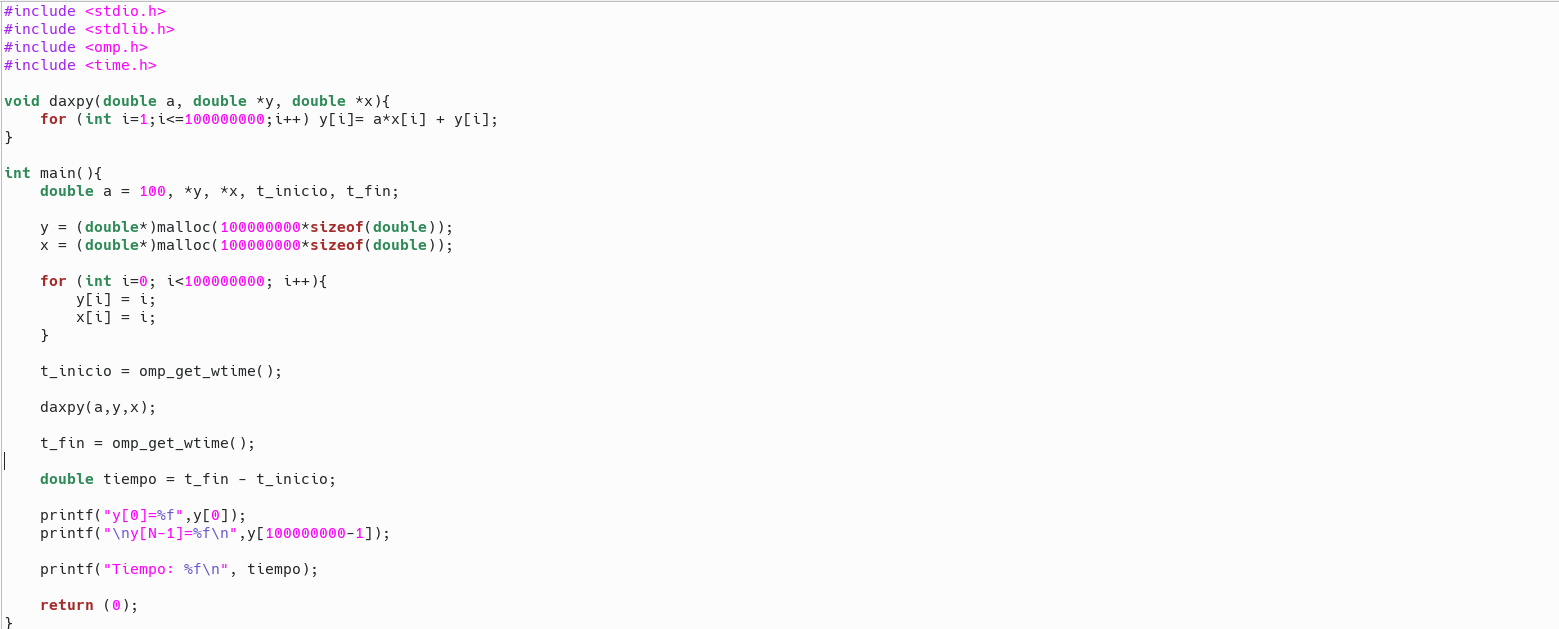 #include <stdio.h>
#include <stdlib.h>
#include <omp.h>
#include <time.h>
void daxpy(double a, double *y, double *x){
    for (int i=1;i<=100000000;i++) y[i]= a*x[i] + y[i];
}
int main(){
    double a = 100, *y, *x, t_inicio, t_fin;
    y = (double*)malloc(100000000*sizeof(double));
    x = (double*)malloc(100000000*sizeof(double));
    for (int i=0; i<100000000; i++){
        y[i] = i;
        x[i] = i;
    }
    t_inicio = omp_get_wtime();
    daxpy(a,y,x);
    t_fin = omp_get_wtime();
    double tiempo = t_fin - t_inicio;
    printf("y[0]=%f",y[0]);
    printf("\ny[N-1]=%f\n",y[100000000-1]);
    printf("Tiempo: %f\n", tiempo);
    return (0);
}